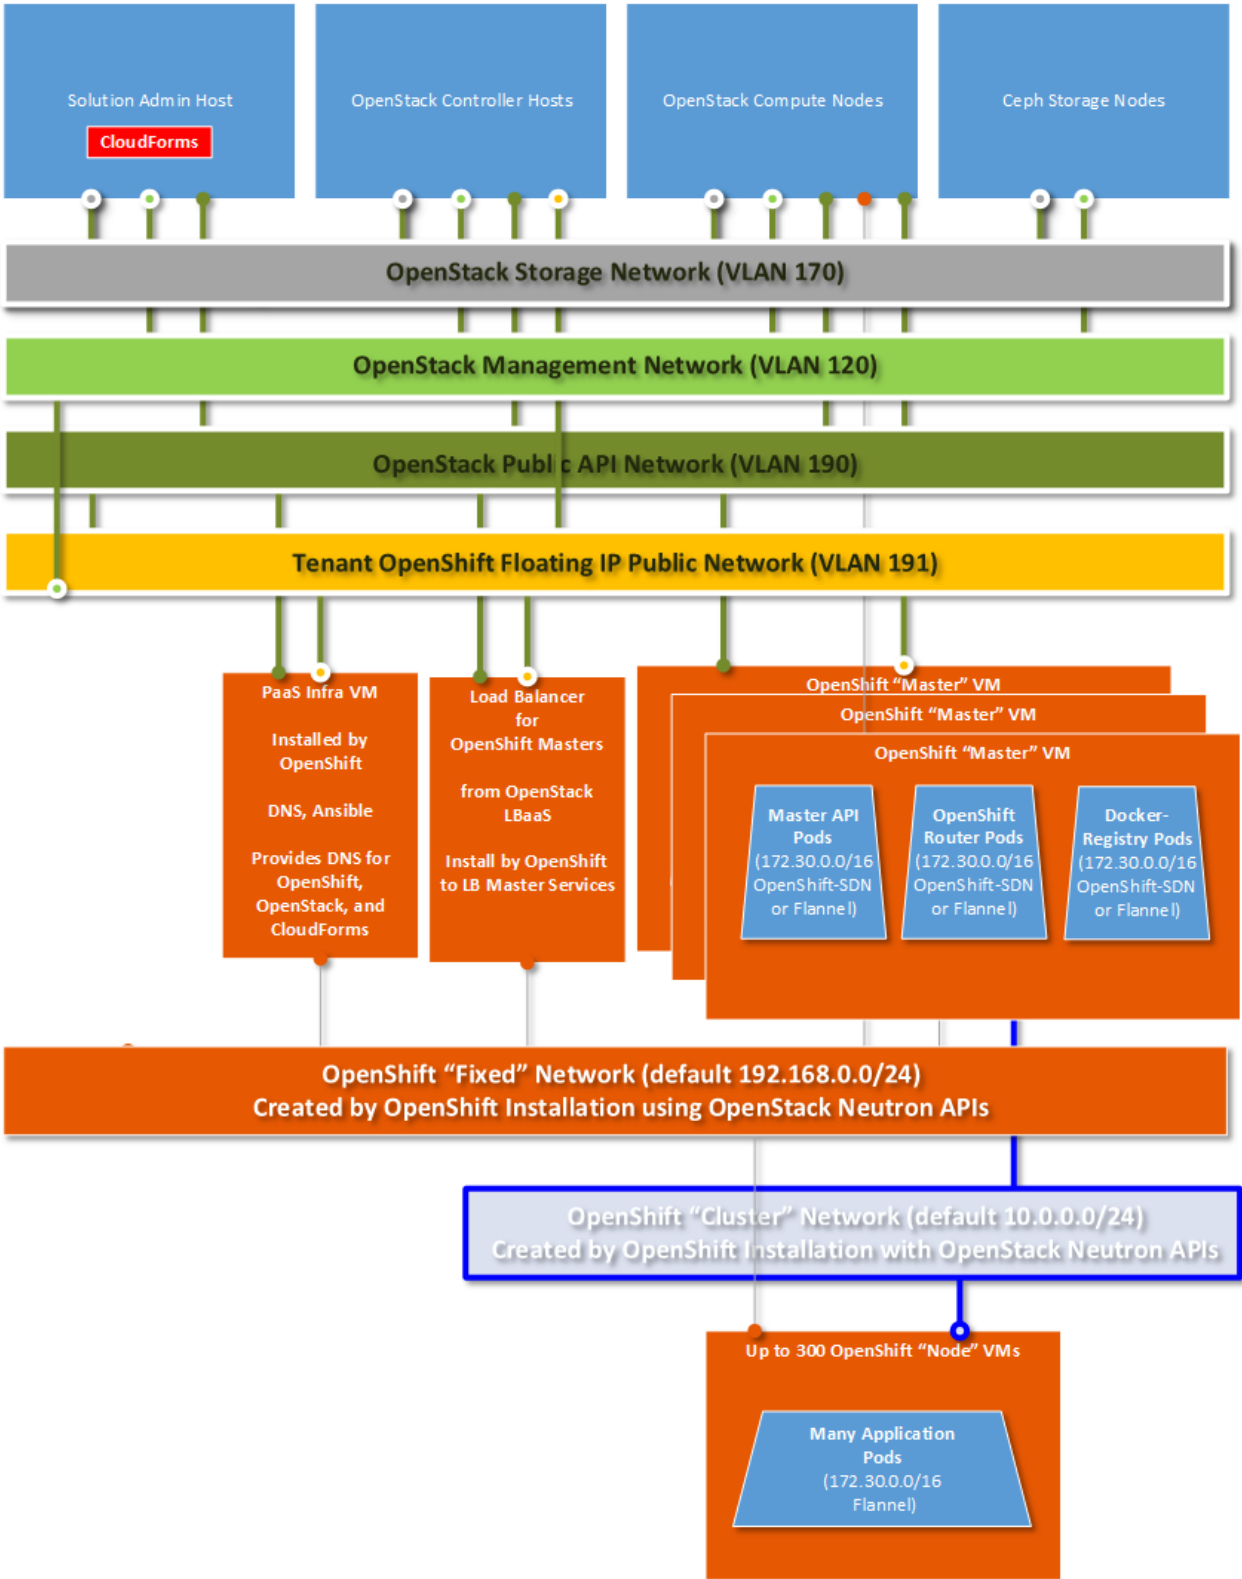 Solution Admin Host
CloudForms
OpenStack Controller Hosts
OpenStack Compute Nodes
Ceph Storage Nodes
OpenStack Storage Network (VLAN 170)
OpenStack Management Network (VLAN 120)
OpenStack Public API Network (VLAN 190)
Tenant OpenShift Floating IP Public Network (VLAN 191)
PaaS Infra VM
Installed by
OpenShift
DNS, Ansible
Provides DNS for
OpenShift,
OpenStack, and
CloudForms
Load Balancer
for
OpenShift Masters
from OpenStack
LBaaS
Install by OpenShift
to LB Master Services
OpenShift “Master” VM
OpenShift “Master” VM
OpenShift “Master” VM
Master API
Pods
(172.30.0.0/16
OpenShift-SDN
or Flannel)
OpenShift
Router Pods
(172.30.0.0/16
OpenShift-SDN
or Flannel)
Docker-
Registry Pods
(172.30.0.0/16
OpenShift-SDN
or Flannel)
OpenShift “Fixed” Network (default 192.168.0.0/24)
Created by OpenShift Installation using OpenStack Neutron APIs
OpenShift “Cluster” Network (default 10.0.0.0/24)
Created by OpenShift Installation with OpenStack Neutron APIs
Up to 300 OpenShift “Node” VMs
Many Application
Pods
(172.30.0.0/16
Flannel)